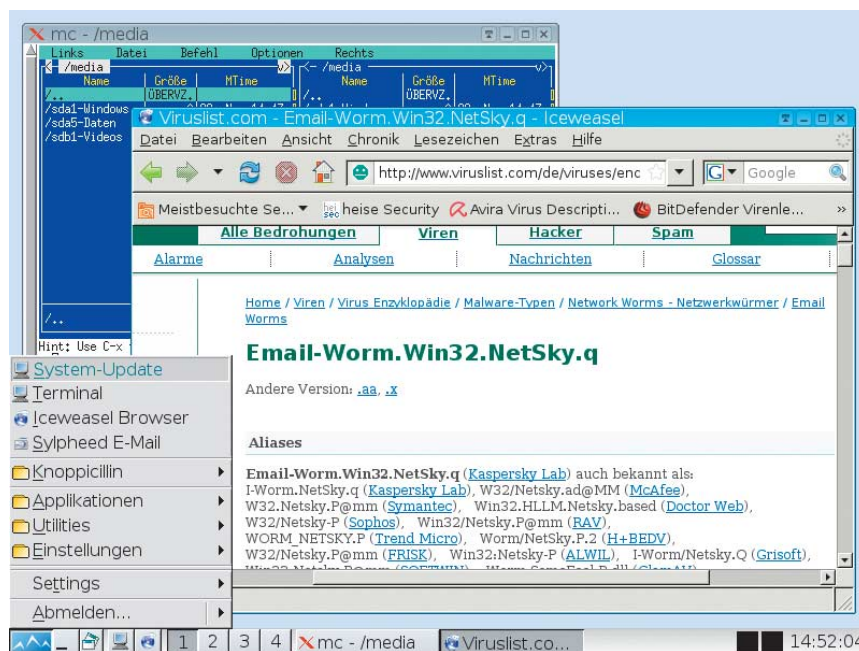 mc - /media
Links Datei Befehl Optionen Rechts
/media v> <- /media v>
Name Größe MTime Name Größe MTime
/.. ÜBERVZ. /.. ÜBERVZ.
/sda1-Windows
/sda5-Daten
/sdb1-Videos
/..
Hint: Use C-x
Viruslist.com - Email-Worm.Win32.NetSky.q - Iceweasel
Datei Bearbeiten Ansicht Chronik Lesezeichen Extras Hilfe
http://www.viruslist.com/de/viruses/enc G Google
Meistbesuchte Se... hei sec heise Security Avira Virus Descripti... BitDefender Virenle... »
Alle Bedrohungen Viren Hacker Spam
Alarme Analysen Nachrichten Glossar
Home / Viren / Virus Enzyklopädie / Malware-Typen / Network Worms - Netzwerkwürmer / Email
Worms
Email-Worm.Win32.NetSky.q
Andere Version: .aa, .x
Aliases
Email-Worm.Win32.NetSky.q (Kaspersky Lab) auch bekannt als:
I-Worm.NetSky.q (Kaspersky Lab), W32/Netsky.ad@MM (McAfee),
W32.Netsky.P@mm (Symantec), Win32.HLLM.Netsky.based (Doctor Web),
W32/Netsky-P (Sophos), Win32/Netsky.P@mm (RAV),
WORM_NETSKY.P (Trend Micro), Worm/NetSky.P.2 (H+BEDV),
W32/Netsky.P@mm (FRISK), Win32:Netsky-P (ALWIL), I-Worm/Netsky.Q (Grisoft),
System-Update
Terminal
Iceweasel Browser
Sylpheed E-Mail
Knoppicillin
Applikationen
Utilities
Einstellungen
Settings
Abmelden...
1 2 3 4 mc - /media Viruslist.co... 14:52:04